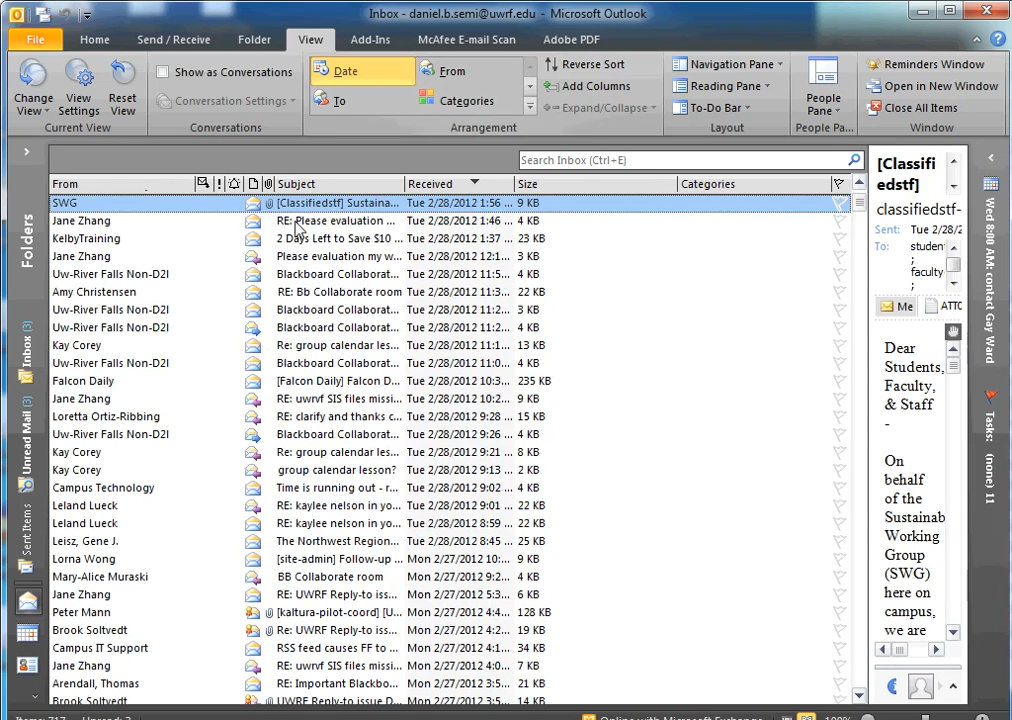 Inbox - daniel.b.semi@uwrf.edu - Microsoft Outlook
File Home Send / Receive Folder View Add-Ins McAfee E-mail Scan Adobe PDF
Change View View Settings Reset View
Current View
Show as Conversations
Conversation Settings
Conversations
Date From
To Categories
Reverse Sort
Add Columns
Expand/Collapse
Arrangement
Navigation Pane
Reading Pane
To-Do Bar
Layout
People Pane
People Pa...
Reminders Window
Open in New Window
Close All Items
Window
Search Inbox (Ctrl+E)
From ! Subject Received Size Categories
SWG [Classifiedstf] Sustaina... Tue 2/28/2012 1:56 ... 9 KB
Jane Zhang RE: Please evaluation ... Tue 2/28/2012 1:46 ... 4 KB
KelbyTraining 2 Days Left to Save $10 ... Tue 2/28/2012 1:37 ... 23 KB
Jane Zhang Please evaluation my w... Tue 2/28/2012 12:1... 3 KB
Uw-River Falls Non-D2l Blackboard Collaborat... Tue 2/28/2012 11:5... 4 KB
Amy Christensen RE: Bb Collaborate room Tue 2/28/2012 11:3... 22 KB
Uw-River Falls Non-D2l Blackboard Collaborat... Tue 2/28/2012 11:2... 3 KB
Uw-River Falls Non-D2l Blackboard Collaborat... Tue 2/28/2012 11:2... 4 KB
Kay Corey Re: group calendar les... Tue 2/28/2012 11:1... 13 KB
Uw-River Falls Non-D2l Blackboard Collaborat... Tue 2/28/2012 11:0... 4 KB
Falcon Daily [Falcon Daily] Falcon D... Tue 2/28/2012 10:3... 235 KB
Jane Zhang RE: uwrvf SIS files missi... Tue 2/28/2012 10:2... 9 KB
Loretta Ortiz-Ribbing RE: clarify and thanks c... Tue 2/28/2012 9:28 ... 15 KB
Uw-River Falls Non-D2l Blackboard Collaborat... Tue 2/28/2012 9:26 ... 4 KB
Kay Corey Re: group calendar les... Tue 2/28/2012 9:21 ... 8 KB
Kay Corey group calendar lesson? Tue 2/28/2012 9:13 ... 2 KB
Campus Technology Time is running out - r... Tue 2/28/2012 9:02 ... 4 KB
Leland Lueck RE: kaylee nelson in yo... Tue 2/28/2012 9:01 ... 22 KB
Leland Lueck RE: kaylee nelson in yo... Tue 2/28/2012 8:59 ... 22 KB
Leisz, Gene J. The Northwest Region... Tue 2/28/2012 8:45 ... 25 KB
Lorna Wong [site-admin] Follow-up ... Mon 2/27/2012 10:... 9 KB
Mary-Alice Muraski BB Collaborate room Mon 2/27/2012 9:2... 4 KB
Jane Zhang RE: UWRF Reply-to iss... Mon 2/27/2012 5:3... 6 KB
Peter Mann [kaltura-pilot-coord] [U... Mon 2/27/2012 4:4... 128 KB
Brook Soltvedt Re: UWRF Reply-to iss... Mon 2/27/2012 4:2... 19 KB
Campus IT Support RSS feed causes FF to ... Mon 2/27/2012 4:2... 34 KB
Jane Zhang RE: uwrvf SIS files missi... Mon 2/27/2012 4:0... 7 KB
Arendall, Thomas RE: Important Blackbo... Mon 2/27/2012 3:5... 21 KB
Brook Soltvedt UWRF Reply-to issue D... Mon 2/27/2012 3:5... 14 KB
Folders
Inbox (3)
Unread Mail (3)
Sent Items
[Classifi
edstf]
classifiedstf-
Sent: Tue 2/28/2
To: student
;
faculty
;
Me ATTC
Dear
Students,
Faculty,
& Staff
-
On
behalf
of the
Sustainab
Working
Group
(SWG)
here on
campus,
we are
Wed 8:00 AM: contact Gay Ward
Tasks: (none) 11
Items: 717 Unread: 3 Online with Microsoft Exchange 100%